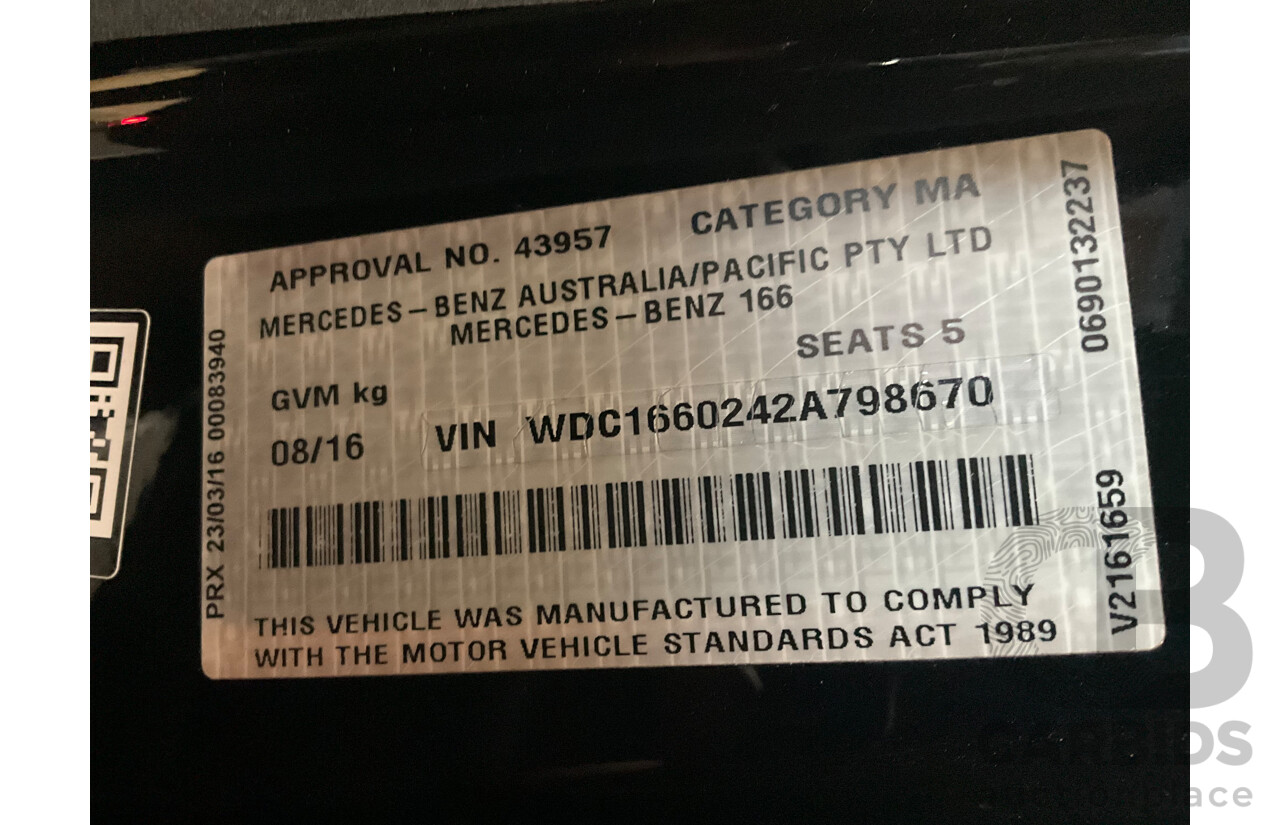 APPROVAL NO. 43957
CATEGORY MA
MERCEDES-BENZ AUSTRALIA/PACIFIC PTY LTD
MERCEDES-BENZ 166
SEATS 5
GVM kg
08/16
VIN WDC1660242A798670
THIS VEHICLE WAS MANUFACTURED TO COMPLY
WITH THE MOTOR VEHICLE STANDARDS ACT 1989
PRX 23/03/16 00083940
0690132237
V2161659
CARBIDS